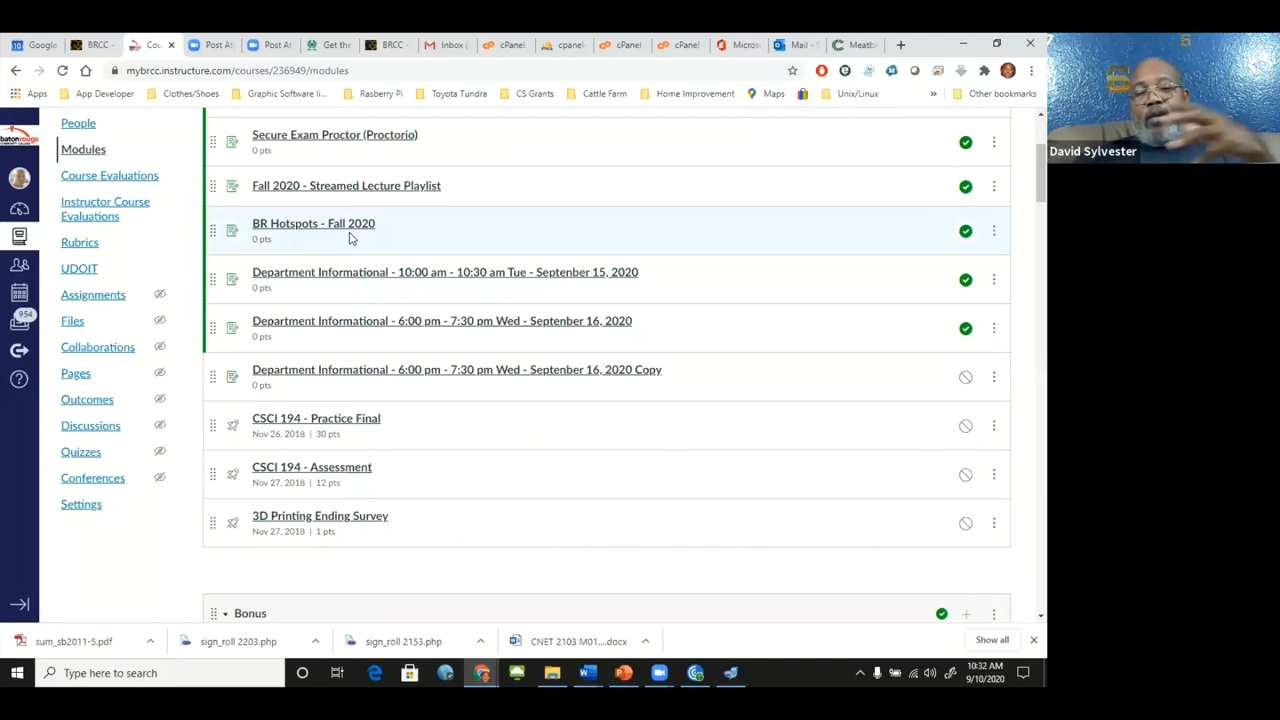 Google
BRCC -
Cou
Post At
Post At
Get the
BRCC -
Inbox (
cPanel
cpanel
cPanel
cPanel
Micros
Mail - S
Meatb
mybrcc.instructure.com/courses/236949/modules
Apps
App Developer
Clothes/Shoes
Graphic Software li...
Rasberry Pi
Toyota Tundra
CS Grants
Cattle Farm
Home Improvement
Maps
Unix/Linux
»
Other bookmarks
David Sylvester
batonrouge
954
People
Modules
Course Evaluations
Instructor Course
Evaluations
Rubrics
UDOIT
Assignments
Files
Collaborations
Pages
Outcomes
Discussions
Quizzes
Conferences
Settings
Secure Exam Proctor (Proctorio)
0 pts
Fall 2020 - Streamed Lecture Playlist
BR Hotspots - Fall 2020
0 pts
Department Informational - 10:00 am - 10:30 am Tue - Septenber 15, 2020
0 pts
Department Informational - 6:00 pm - 7:30 pm Wed - Septenber 16, 2020
0 pts
Department Informational - 6:00 pm - 7:30 pm Wed - Septenber 16, 2020 Copy
0 pts
CSCI 194 - Practice Final
Nov 26, 2018 | 30 pts
CSCI 194 - Assessment
Nov 27, 2018 | 12 pts
3D Printing Ending Survey
Nov 27, 2018 | 1 pts
Bonus
sum_sb2011-5.pdf
sign_roll 2203.php
sign_roll 2153.php
CNET 2103 M01....docx
Show all
Type here to search
10:32 AM
9/10/2020